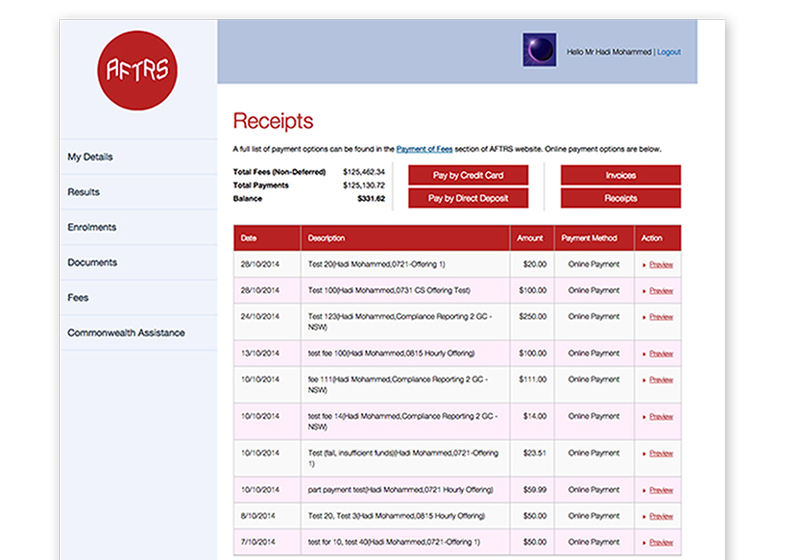 AFTRS
Hello Mr Hadi Mohammed | Logout
My Details
Results
Enrolments
Documents
Fees
Commonwealth Assistance
Receipts
A full list of payment options can be found in the Payment of Fees section of AFTRS website. Online payment options are below.
Total Fees (Non-Deferred) $125,462.34
Total Payments $125,130.72
Balance $331.62
Pay by Credit Card
Pay by Direct Deposit
Invoices
Receipts
Date Description Amount Payment Method Action
28/10/2014 Test 20(Hadi Mohammed,0721-Offering 1) $20.00 Online Payment Preview
28/10/2014 Test 100(Hadi Mohammed,0731 CS Offering Test) $100.00 Online Payment Preview
24/10/2014 Test 123(Hadi Mohammed,Compliance Reporting 2 GC - $250.00 Online Payment Preview
NSW)
13/10/2014 test fee 100(Hadi Mohammed,0815 Hourly Offering) $100.00 Online Payment Preview
10/10/2014 fee 111(Hadi Mohammed,Compliance Reporting 2 GC - $111.00 Online Payment Preview
NSW)
10/10/2014 test fee 14(Hadi Mohammed,Compliance Reporting 2 GC - $14.00 Online Payment Preview
NSW)
10/10/2014 Test (fail, insufficient funds)(Hadi Mohammed,0721-Offering $23.51 Online Payment Preview
1)
10/10/2014 part payment test(Hadi Mohammed,0721 Hourly Offering) $59.99 Online Payment Preview
8/10/2014 Test 20, Test 3(Hadi Mohammed,0815 Hourly Offering) $50.00 Online Payment Preview
7/10/2014 test for 10, test 40(Hadi Mohammed,0721-Offering 1) $50.00 Online Payment Preview